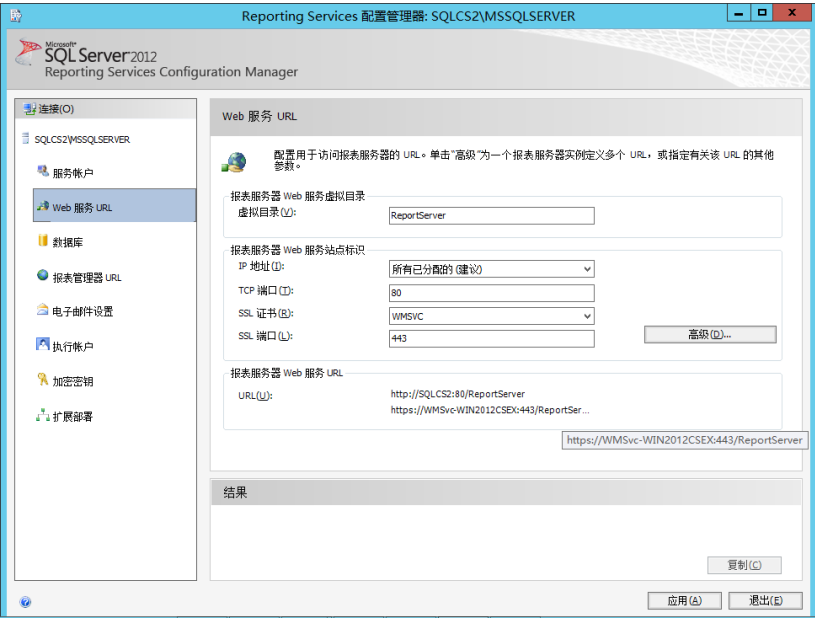 Reporting Services 配置管理器: SQLCS2\MSSQLSERVER
Microsoft
SQL Server 2012
Reporting Services Configuration Manager
连接(O)
SQLCS2\MSSQLSERVER
服务帐户
Web 服务 URL
数据库
报表管理器 URL
电子邮件设置
执行帐户
加密密钥
扩展部署
Web 服务 URL
配置用于访问报表服务器的 URL。单击“高级”为一个报表服务器实例定义多个 URL，或指定有关该 URL 的其他
参数。
报表服务器 Web 服务虚拟目录
虚拟目录(V):
ReportServer
报表服务器 Web 服务站点标识
IP 地址(I):
所有已分配的(建议)
TCP 端口(T):
80
SSL 证书(R):
WMSVC
SSL 端口(L):
443
高级(D)...
报表服务器 Web 服务 URL
URL(U):
http://SQLCS2:80/ReportServer
https://WMSvc-WIN2012CSEX:443/ReportSer...
https://WMSvc-WIN2012CSEX:443/ReportServer
结果
复制(C)
应用(A)
退出(E)